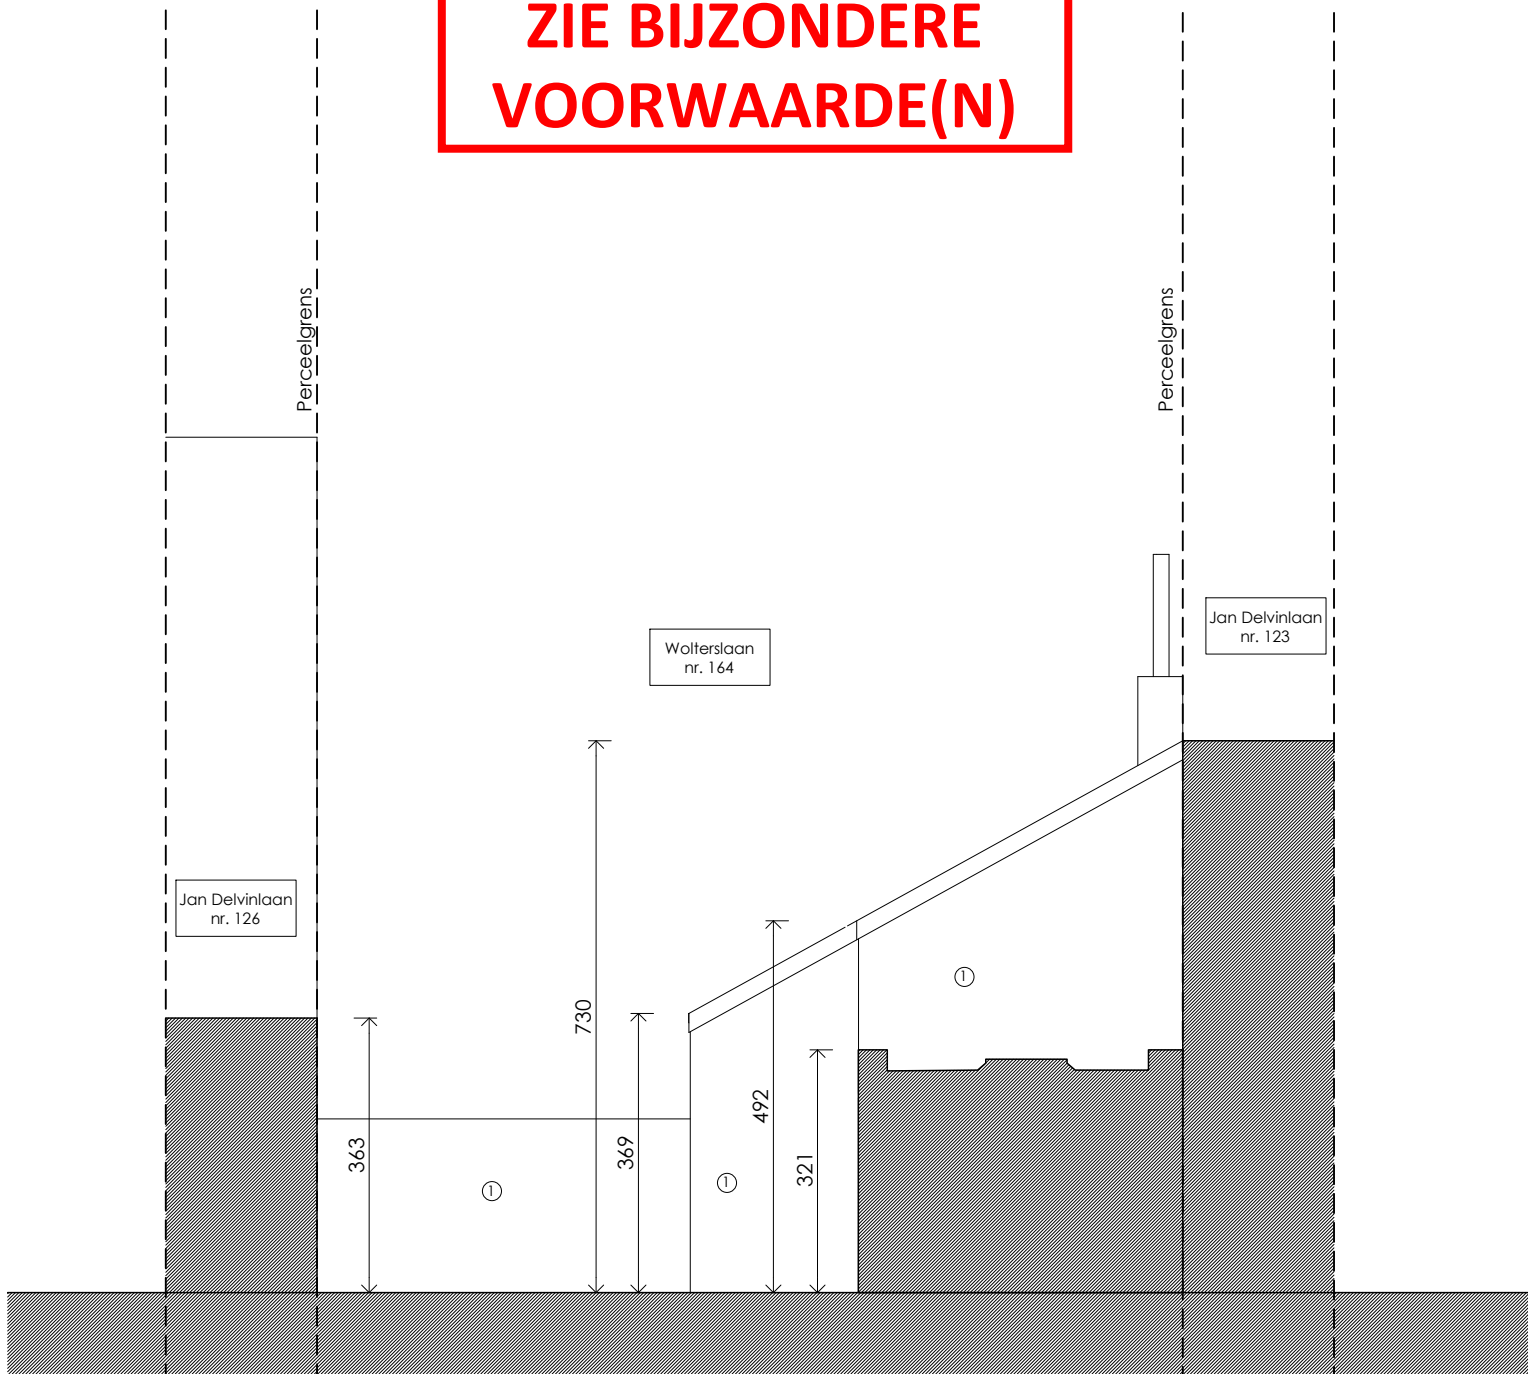 ZIE BIJZONDERE
VOORWAARDE(N)
Perceelgrens
Perceelgrens
Jan Delvinlaan
nr. 123
Wolterslaan
nr. 164
Jan Delvinlaan
nr. 126
730
492
369
363
321
1
1
1